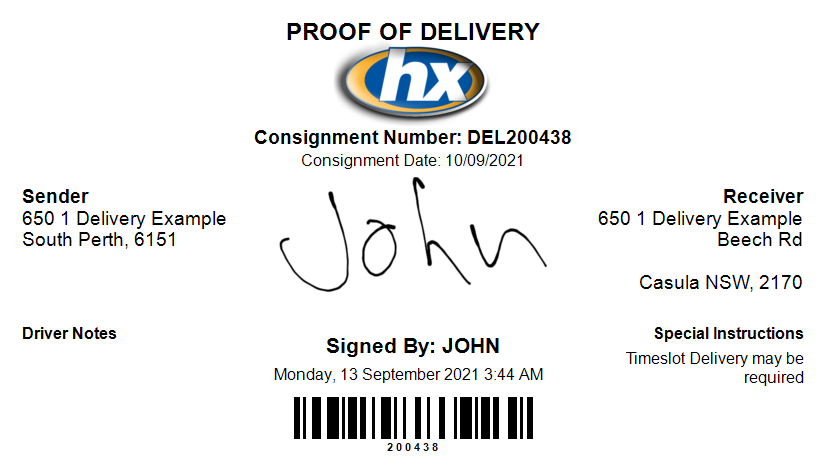 PROOF OF DELIVERY
hx
Consignment Number: DEL200438
Consignment Date: 10/09/2021
Sender
650 1 Delivery Example
South Perth, 6151
John
Receiver
650 1 Delivery Example
Beech Rd
Casula NSW, 2170
Driver Notes
Signed By: JOHN
Monday, 13 September 2021 3:44 AM
200438
Special Instructions
Timeslot Delivery may be
required